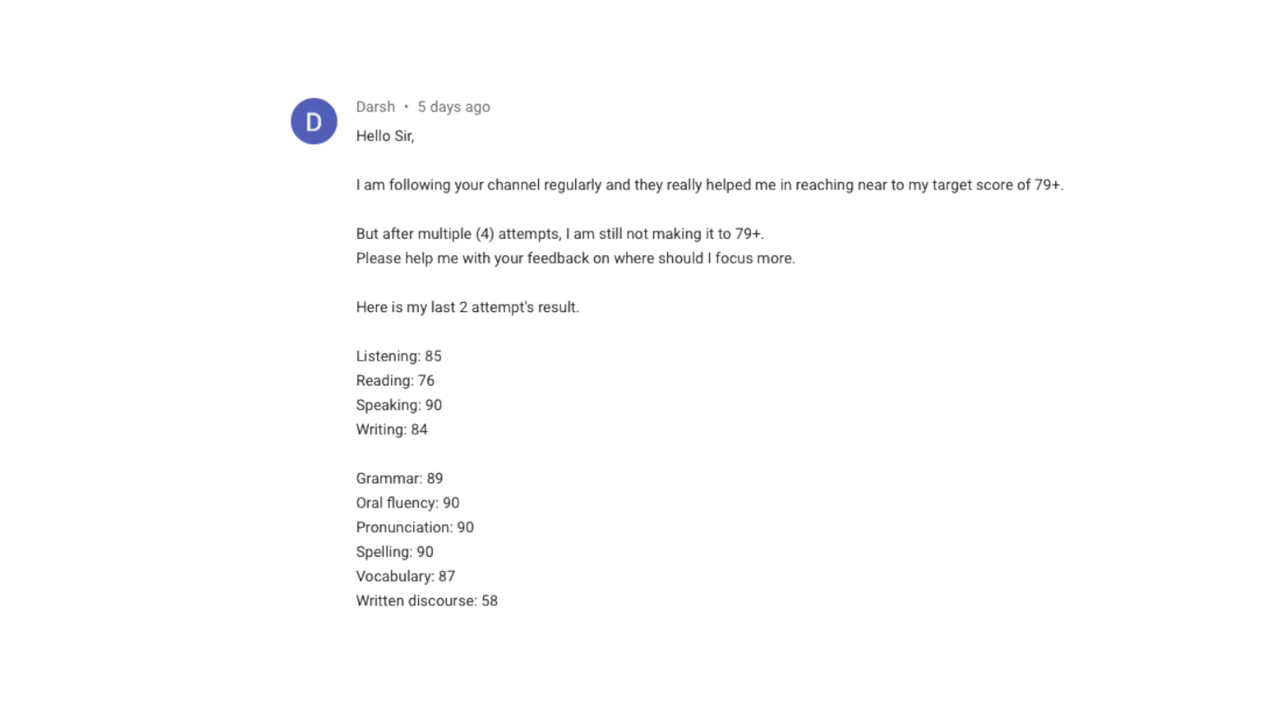 D
Darsh • 5 days ago
Hello Sir,
I am following your channel regularly and they really helped me in reaching near to my target score of 79+.
But after multiple (4) attempts, I am still not making it to 79+.
Please help me with your feedback on where should I focus more.
Here is my last 2 attempt's result.
Listening: 85
Reading: 76
Speaking: 90
Writing: 84
Grammar: 89
Oral fluency: 90
Pronunciation: 90
Spelling: 90
Vocabulary: 87
Written discourse: 58